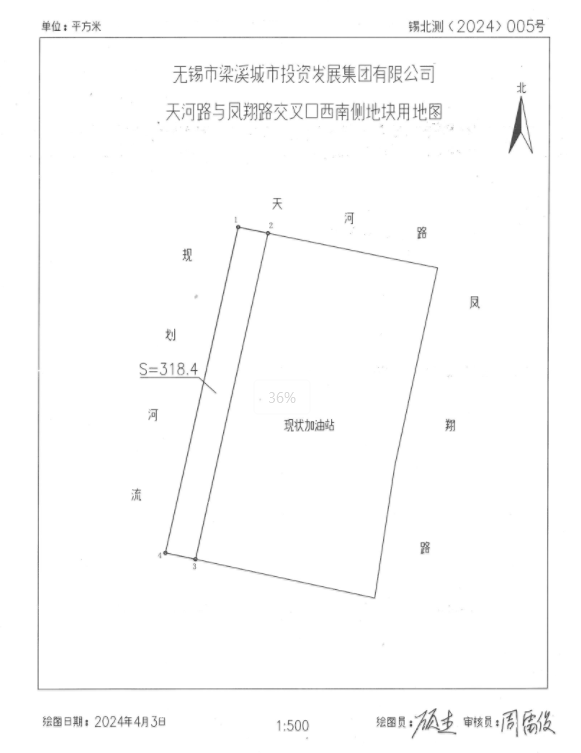 单位：平方米
锡北测（2024）005号
无锡市梁溪城市投资发展集团有限公司
天河路与凤翔路交叉口西南侧地块用地图
北
天河路
1
2
规划河流
凤翔路
S=318.4
36%
现状加油站
4
3
绘图日期：2024年4月3日
1:500
绘图员：
审核员：周雷俊